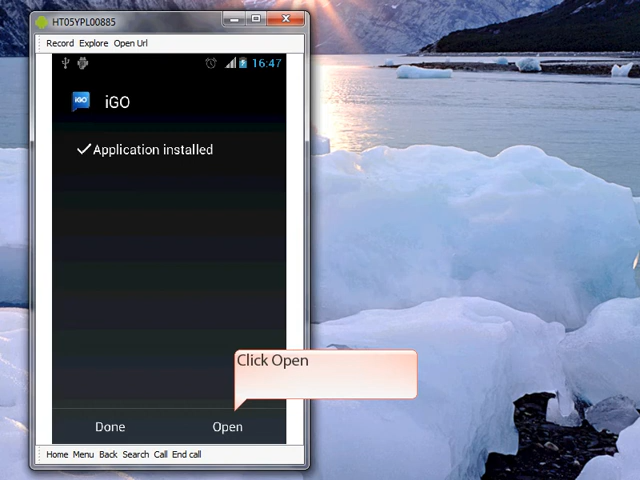 HT05YPL00885
Record Explore Open Url
16:47
iGO iGO
Application installed
Click Open
Done Open
Home Menu Back Search Call End call